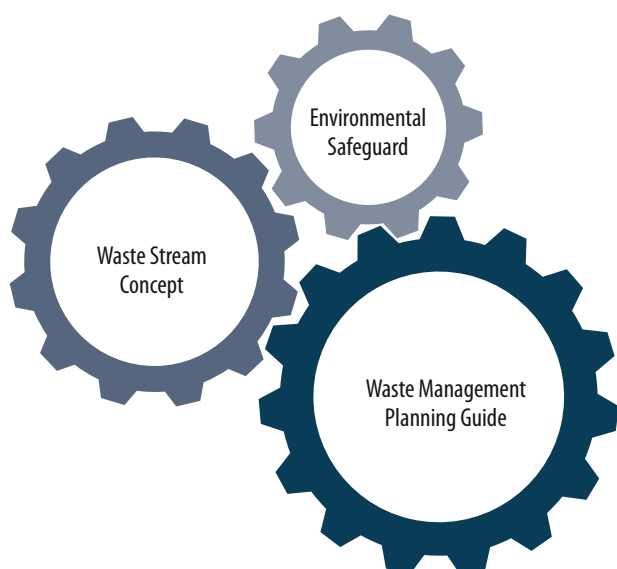 Environmental
Safeguard
Waste Stream
Concept
Waste Management
Planning Guide